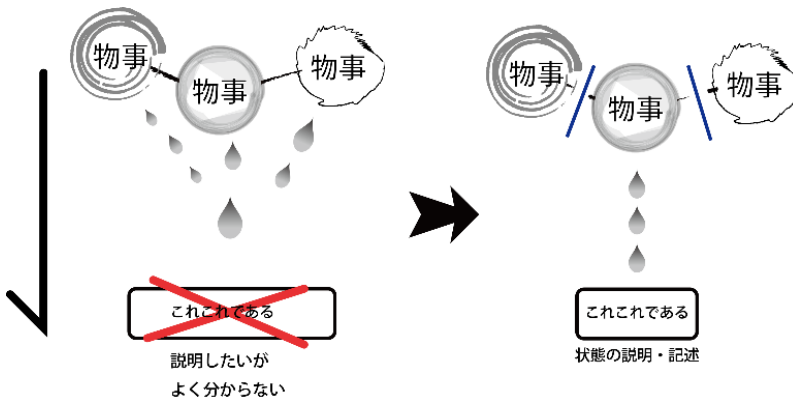 物事
物事
物事
これこれである
説明したいが
よく分からない
物事
物事
物事
これこれである
状態の説明・記述